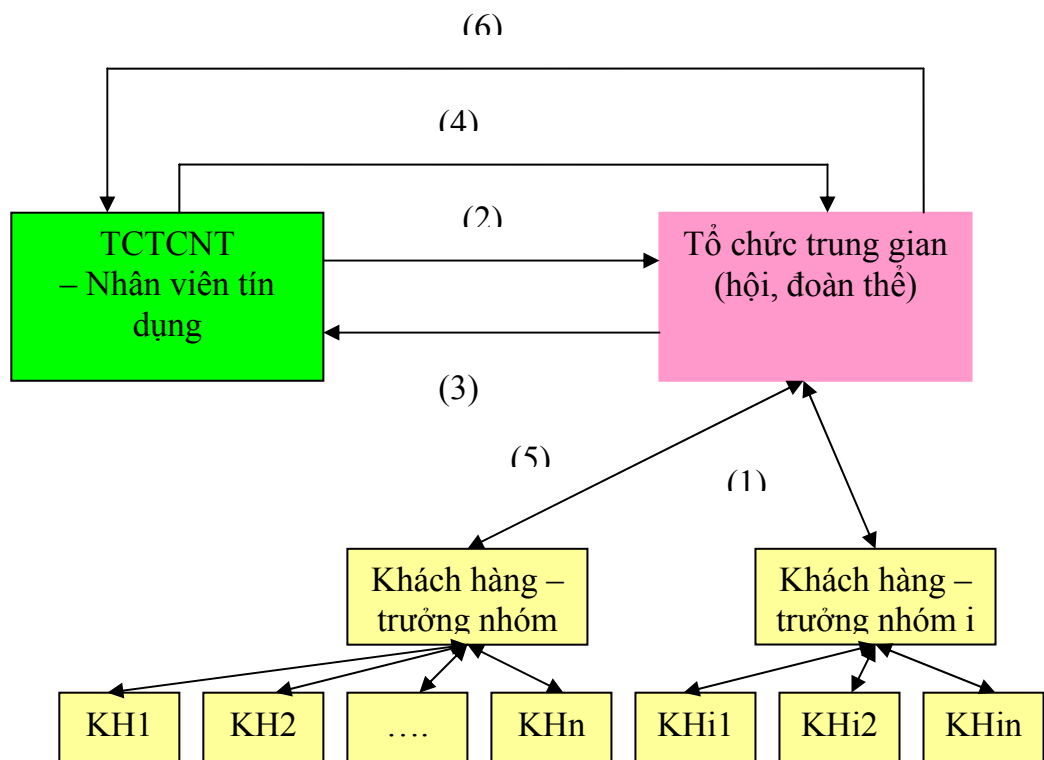 (6)
(4)
(2)
TCTCNT
– Nhân viên tín
dụng
Tổ chức trung gian
(hội, đoàn thể)
(3)
(5)
(1)
Khách hàng –
trưởng nhóm
Khách hàng –
trưởng nhóm i
KH1
KH2
….
KHn
KHi1
KHi2
KHin